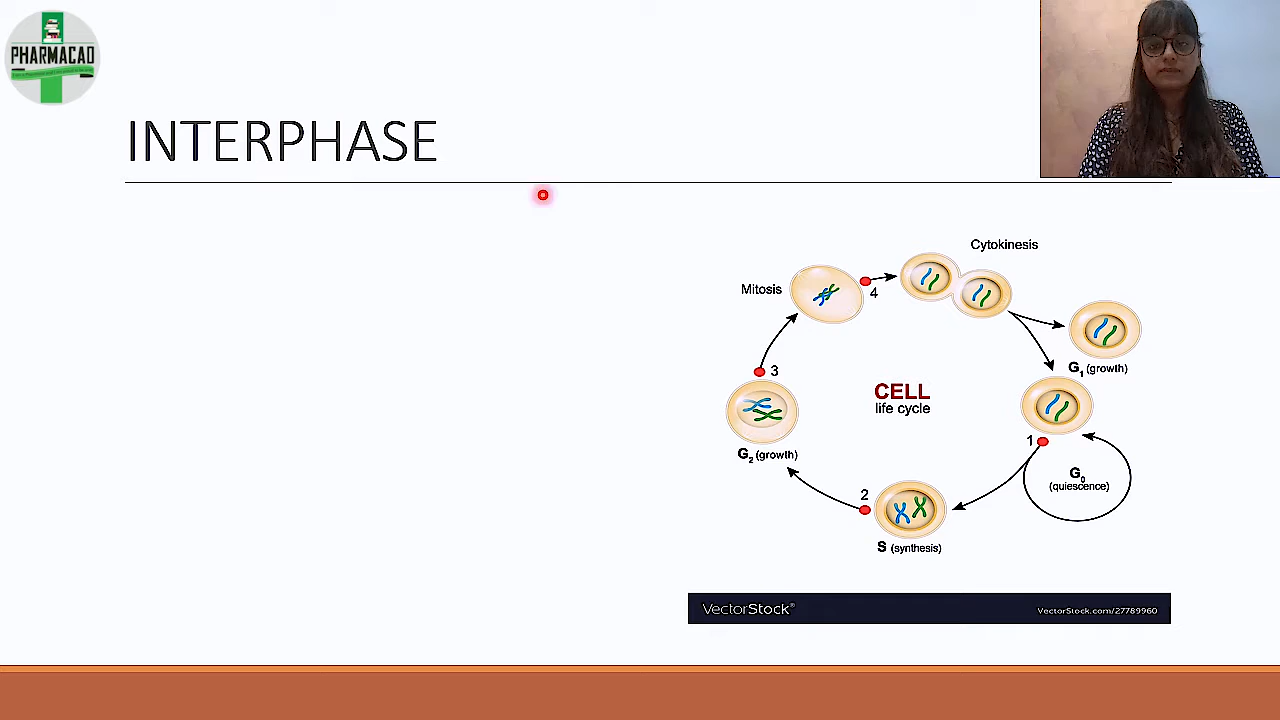 PHARMACAD
INTERPHASE
Cytokinesis
Mitosis
4
G1 (growth)
3
CELL
life cycle
1
G2 (growth)
G0
(quiescence)
2
S (synthesis)
VectorStock®
VectorStock.com/27789960